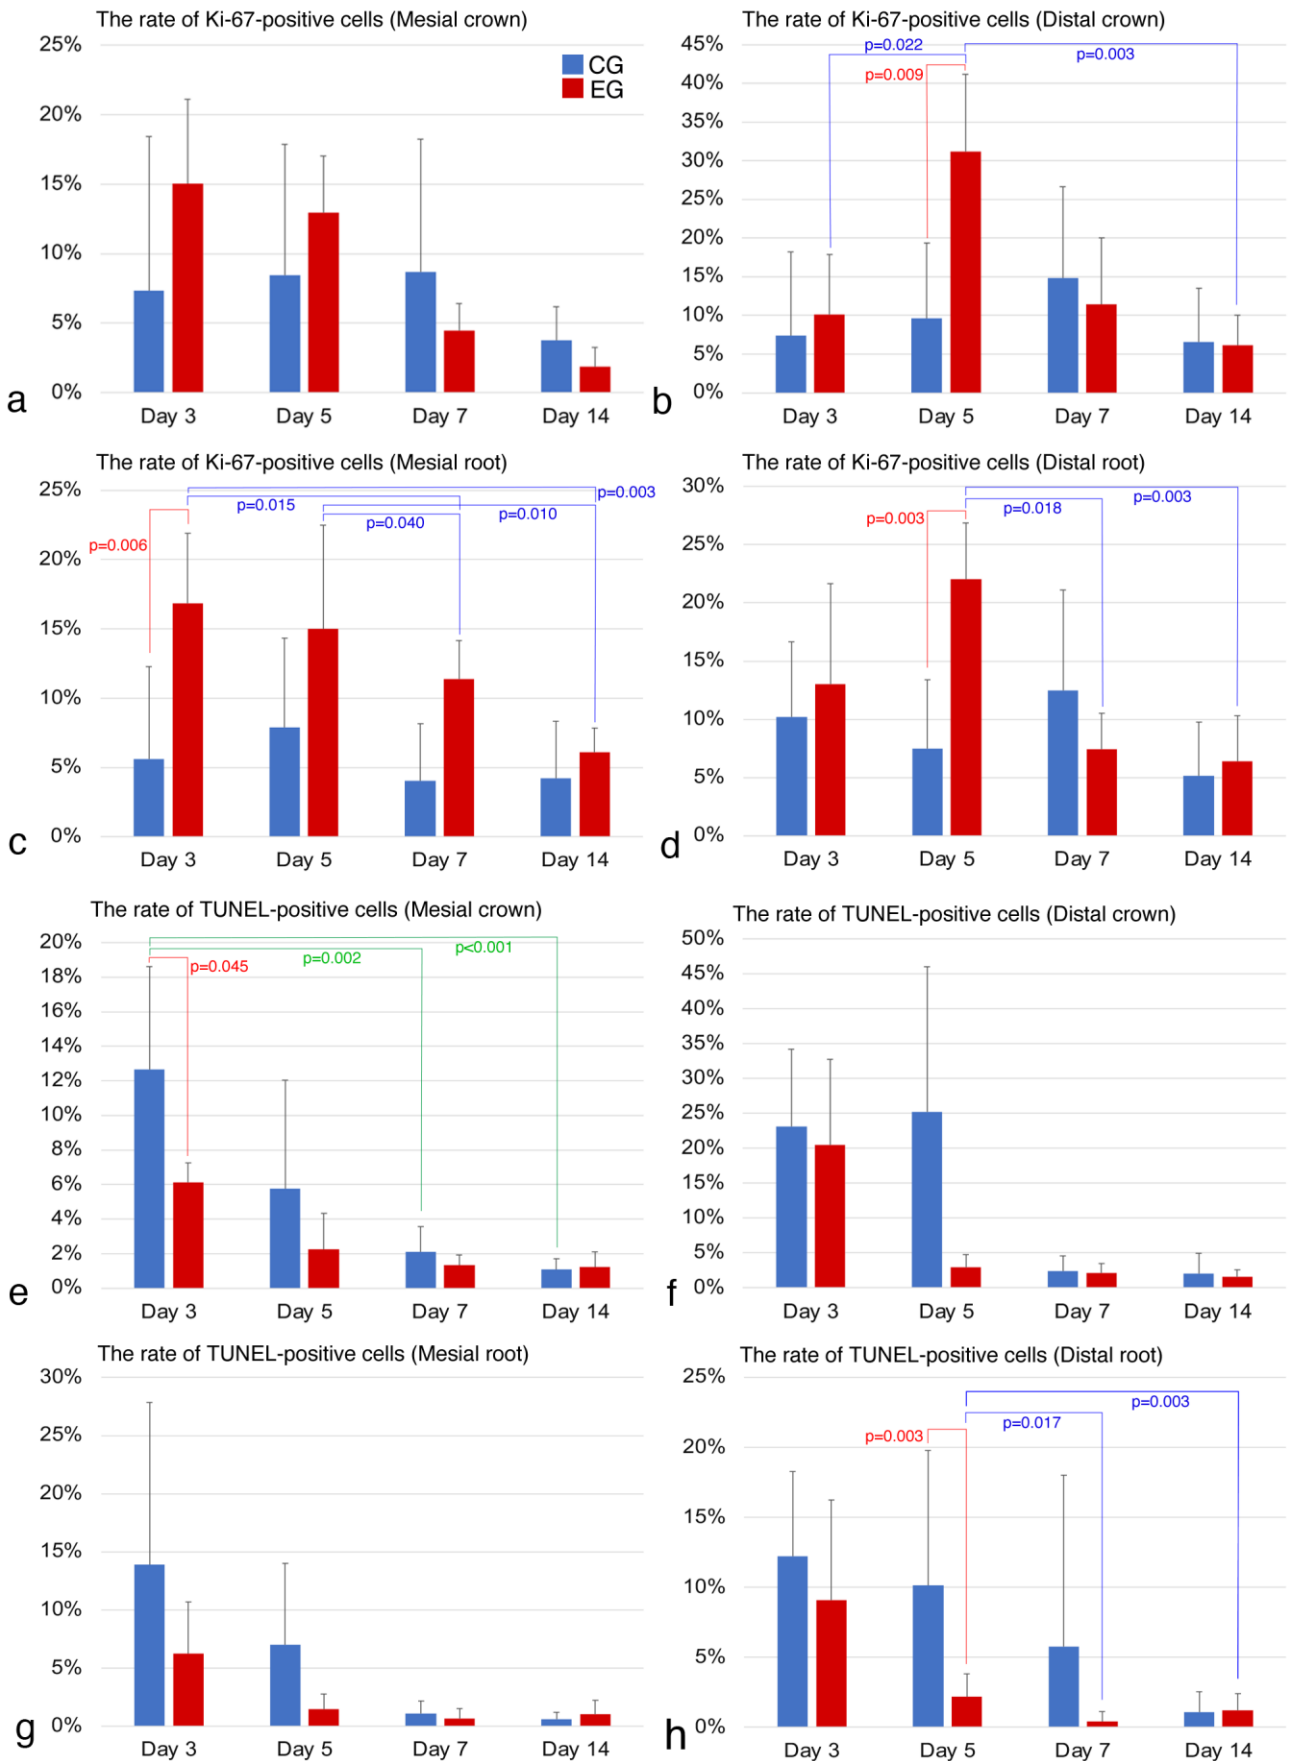 The rate of Ki-67-positive cells (Mesial crown)
25%
20%
15%
10%
5%
0%
CG
EG
Day 3 Day 5 Day 7 Day 14
a
The rate of Ki-67-positive cells (Distal crown)
45%
40%
35%
30%
25%
20%
15%
10%
5%
0%
p=0.022
p=0.003
p=0.009
Day 3 Day 5 Day 7 Day 14
b
The rate of Ki-67-positive cells (Mesial root)
25%
20%
15%
10%
5%
0%
p=0.003
p=0.015
p=0.010
p=0.040
p=0.006
Day 3 Day 5 Day 7 Day 14
c
The rate of Ki-67-positive cells (Distal root)
30%
25%
20%
15%
10%
5%
0%
p=0.003
p=0.018
p=0.003
Day 3 Day 5 Day 7 Day 14
d
The rate of TUNEL-positive cells (Mesial crown)
20%
18%
16%
14%
12%
10%
8%
6%
4%
2%
0%
p<0.001
p=0.002
p=0.045
Day 3 Day 5 Day 7 Day 14
e
The rate of TUNEL-positive cells (Distal crown)
50%
45%
40%
35%
30%
25%
20%
15%
10%
5%
0%
Day 3 Day 5 Day 7 Day 14
f
The rate of TUNEL-positive cells (Mesial root)
30%
25%
20%
15%
10%
5%
0%
Day 3 Day 5 Day 7 Day 14
g
The rate of TUNEL-positive cells (Distal root)
25%
20%
15%
10%
5%
0%
p=0.003
p=0.017
p=0.003
Day 3 Day 5 Day 7 Day 14
h